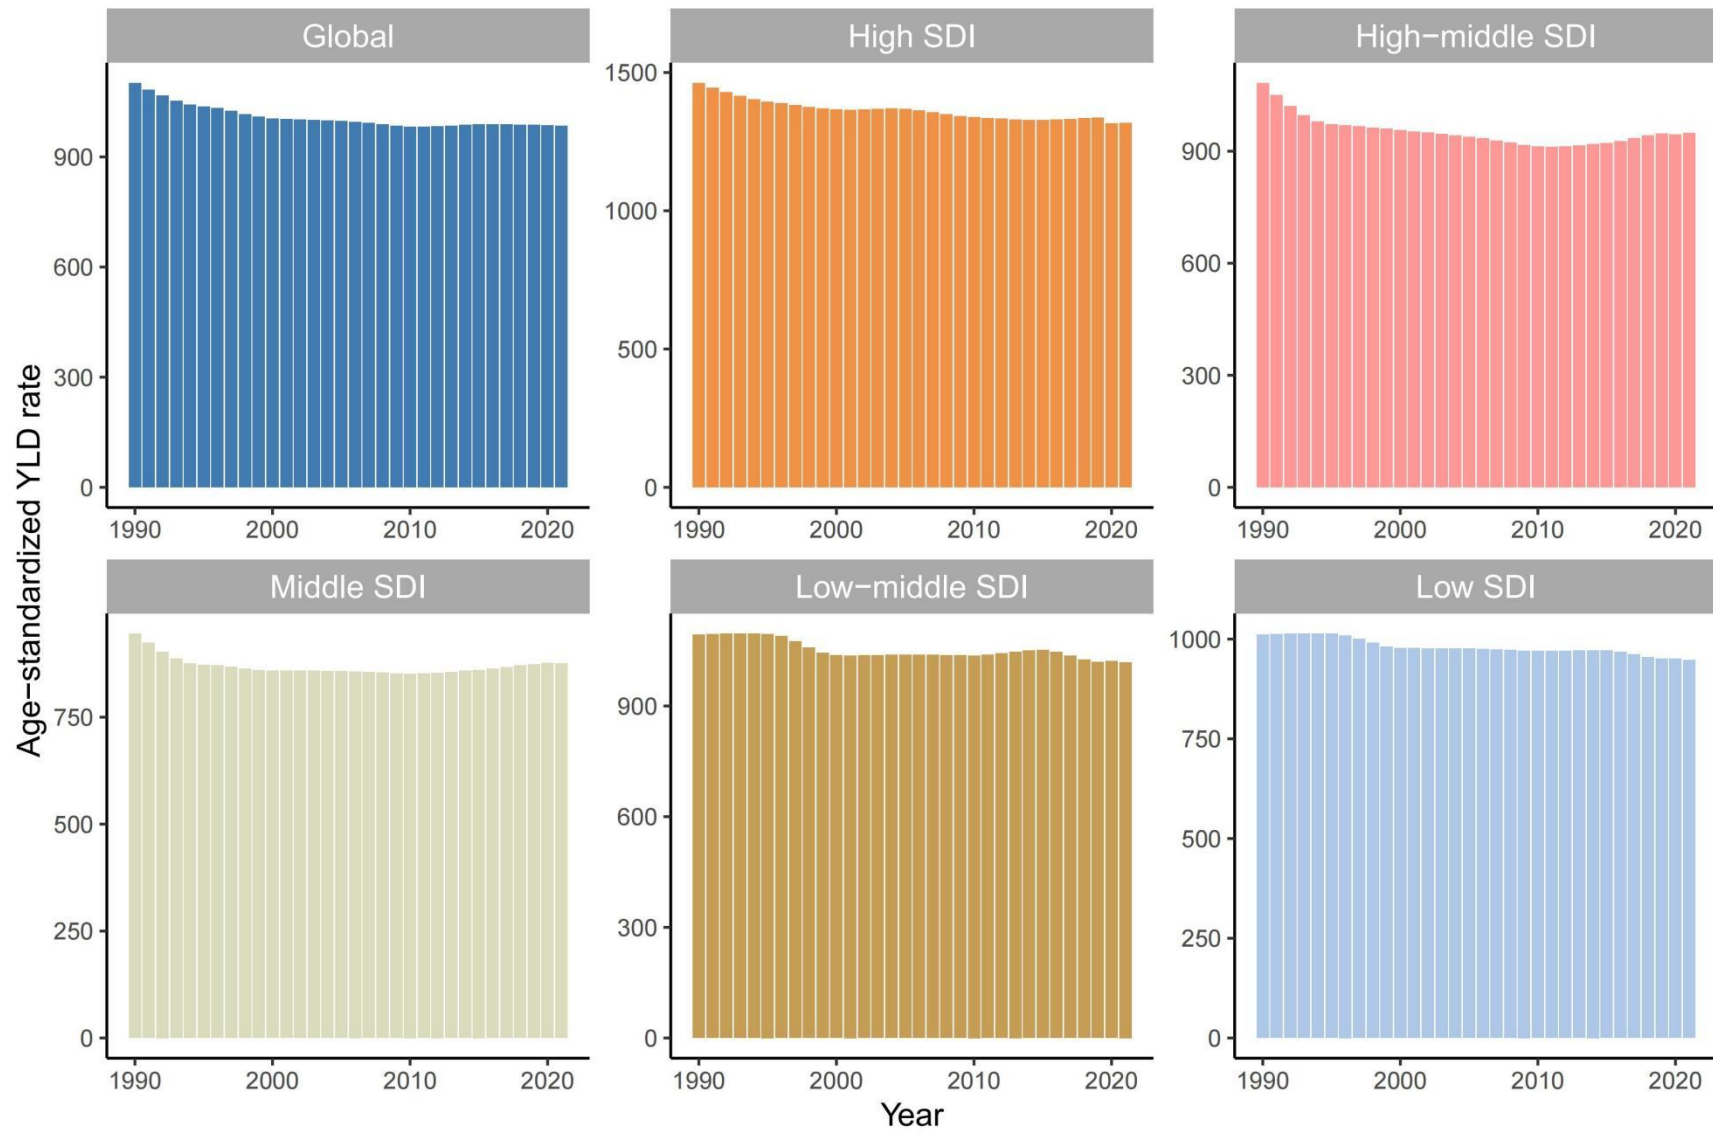 Global
High SDI
High−middle SDI
900
600
300
0
1990 2000 2010 2020
1500
1000
500
0
1990 2000 2010 2020
900
600
300
0
1990 2000 2010 2020
Age−standardized YLD rate
Middle SDI
Low−middle SDI
Low SDI
750
500
250
0
1990 2000 2010 2020
900
600
300
0
1990 2000 2010 2020
1000
750
500
250
0
1990 2000 2010 2020
Year